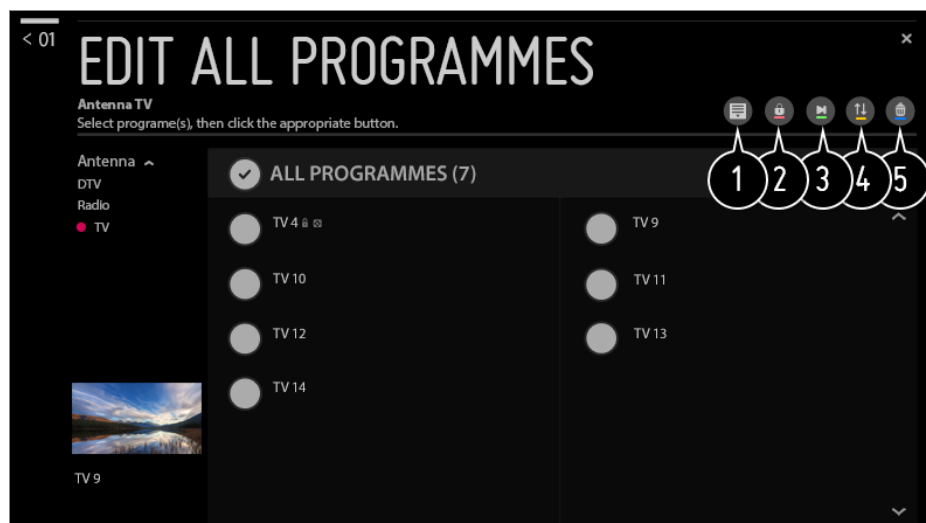 < 01
EDIT ALL PROGRAMMES
Antenna TV
Select programe(s), then click the appropriate button.
1 2 3 4 5
Antenna
DTV
Radio
TV
ALL PROGRAMMES (7)
TV 4
TV 9
TV 10
TV 11
TV 12
TV 13
TV 14
TV 9